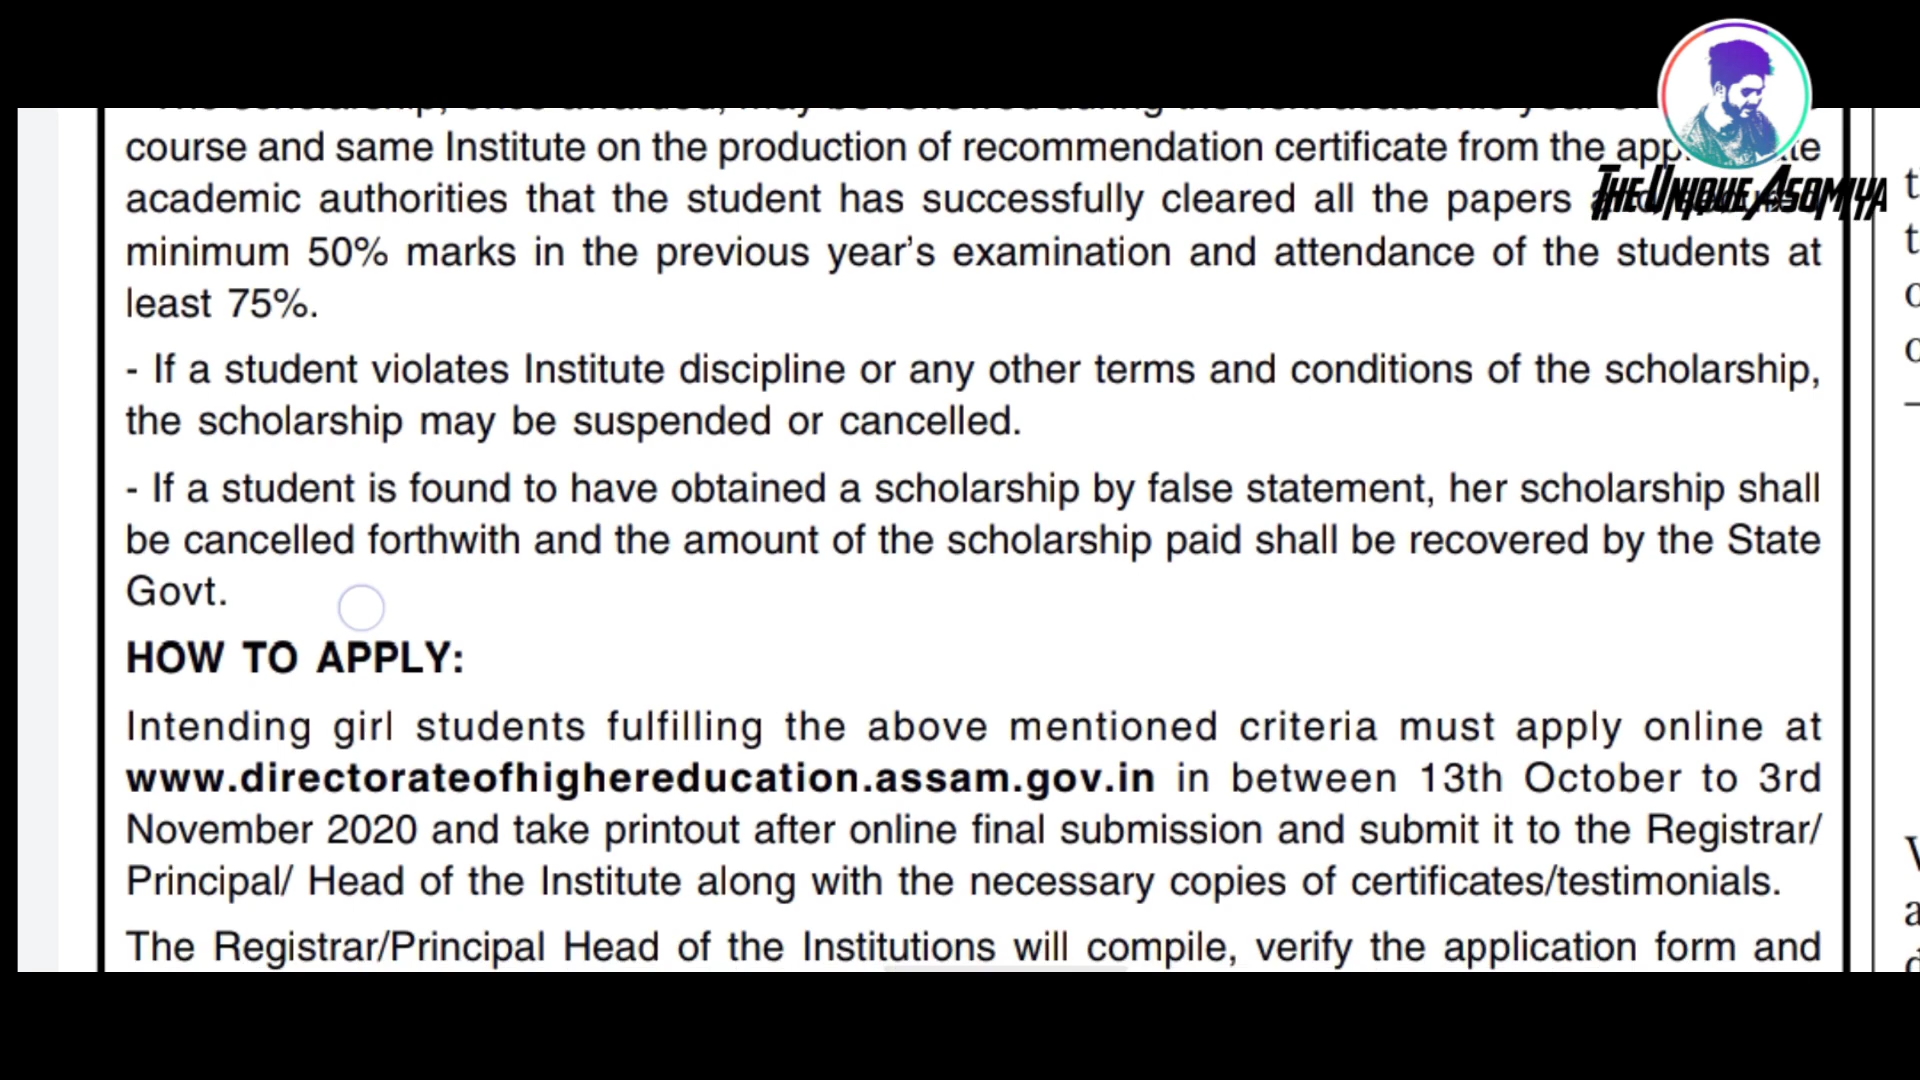 course and same Institute on the production of recommendation certificate from the
academic authorities that the student has successfully cleared all the papers
THE UNIQUE ASOMIYA
minimum 50% marks in the previous year’s examination and attendance of the students at
least 75%.
- If a student violates Institute discipline or any other terms and conditions of the scholarship,
the scholarship may be suspended or cancelled.
- If a student is found to have obtained a scholarship by false statement, her scholarship shall
be cancelled forthwith and the amount of the scholarship paid shall be recovered by the State
Govt.
HOW TO APPLY:
Intending girl students fulfilling the above mentioned criteria must apply online at
www.directorateofhighereducation.assam.gov.in in between 13th October to 3rd
November 2020 and take printout after online final submission and submit it to the Registrar/
Principal/ Head of the Institute along with the necessary copies of certificates/testimonials.
The Registrar/Principal Head of the Institutions will compile, verify the application form and